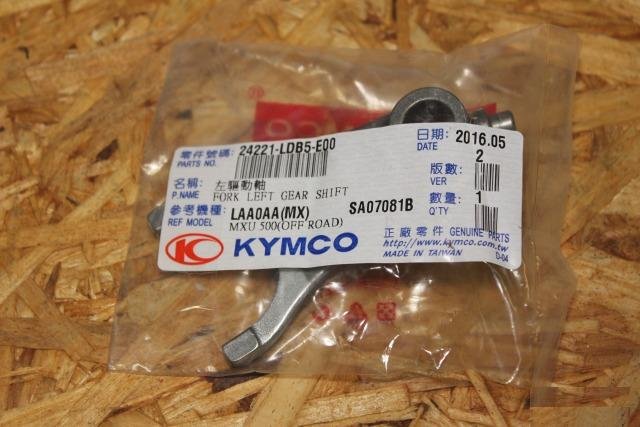 零件號碼: 24221-LDB5-E00
PARTS NO.
日期: 2016.05
DATE
版數: 2
VER
名稱: 左驅動軸
P.NAME FORK LEFT GEAR SHIFT
數量: 1
Q'TY
參考機種: LAA0AA(MX) SA07081B
REF MODEL MXU 500(OFF ROAD)
KYMCO
正廠零件 GENUINE PARTS
http://www.kymco.com.tw
MADE IN TAIWAN D-04